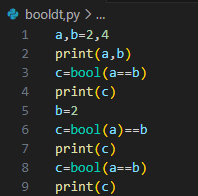 booldt.py > ...
1 a,b=2,4
2 print(a,b)
3 c=bool(a==b)
4 print(c)
5 b=2
6 c=bool(a)==b
7 print(c)
8 c=bool(a==b)
9 print(c)